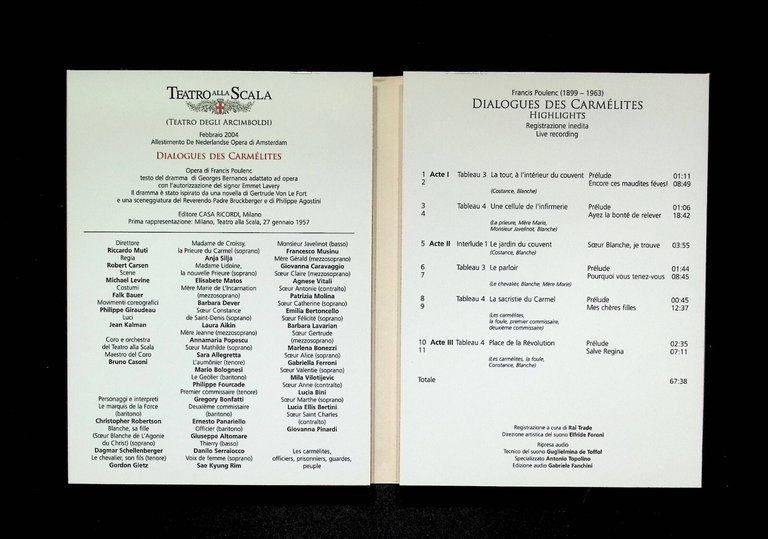 TEATRO ALLA SCALA
(TEATRO DEGLI ARCIMBOLDI)
Febbraio 2004
Allestimento De Nederlandse Opera di Amsterdam
DIALOGUES DES CARMÉLITES
Opera di Francis Poulenc
testo del dramma di Georges Bernanos adattato ad opera
con l'autorizzazione del signor Emmet Lavery
Il dramma è stato ispirato da una novella di Gertrude Von Le Fort
e una sceneggiatura del Reverendo Padre Bruckberger e di Philippe Agostini
Editore CASA RICORDI, Milano
Prima rappresentazione: Milano, Teatro alla Scala, 27 gennaio 1957
Direttore
Riccardo Muti
Regia
Robert Carsen
Scene
Michael Levine
Costumi
Falk Bauer
Movimenti coreografici
Philippe Giraudeau
Luci
Jean Kalman
Coro e orchestra
del Teatro alla Scala
Maestro del Coro
Bruno Casoni
Personaggi e interpreti
Le marquis de la Force
(baritono)
Christopher Robertson
Blanche, sa fille
(Sœur Blanche de L'Agonie
du Christ) (soprano)
Dagmar Schellenberger
Le chevalier, son fils (tenore)
Gordon Gietz
Madame de Croissy,
la Prieure du Carmel (soprano)
Anja Silja
Madame Lidoine,
la nouvelle Prieure (soprano)
Elisabete Matos
Mère Marie de L'Incarnation
(mezzosoprano)
Barbara Dever
Sœur Constance
de Saint-Denis (soprano)
Laura Aikin
Mère Jeanne (mezzosoprano)
Annamaria Popescu
Sœur Mathilde (soprano)
Sara Allegretta
L'aumônier (tenore)
Mario Bolognesi
Le Geôlier (baritono)
Philippe Fourcade
Premier commissaire (tenore)
Gregory Bonfatti
Deuxième commissaire
(baritono)
Ernesto Panariello
Officier (baritono)
Giuseppe Altomare
Thierry (basso)
Danilo Serraiocco
Voix de femme (soprano)
Sae Kyung Rim
Monsieur Javelinot (basso)
Francesco Musinu
Mère Gérald (mezzosoprano)
Giovanna Caravaggio
Sœur Claire (mezzosoprano)
Agnese Vitali
Sœur Antonie (contralto)
Patrizia Molina
Sœur Catherine (soprano)
Emilia Bertoncello
Sœur Félicité (soprano)
Barbara Lavarian
Sœur Gertrude
(mezzosoprano)
Marlena Bonezzi
Sœur Alice (soprano)
Gabriella Ferroni
Sœur Valentie (soprano)
Mila Vilotijevic
Sœur Anne (contralto)
Lucia Bini
Sœur Marthe (soprano)
Lucia Ellis Bertini
Sœur Saint Charles
(contralto)
Giovanna Pinardi
Les carmélites,
officiers, prisonniers, guardes,
peuple
Francis Poulenc (1899 – 1963)
DIALOGUES DES CARMÉLITES
HIGHLIGHTS
Registrazione inedita
Live recording
1 Acte I Tableau 3 La tour, à l'intérieur du couvent Prélude 01:11
2 Encore ces maudites féves! 08:49
(Costance, Blanche)
3 Tableau 4 Une cellule de l'infirmerie Prélude 01:06
4 Ayez la bonté de relever 18:42
(La prieure, Mère Marie,
Monsieur Javelinot, Blanche)
5 Acte II Interlude 1 Le jardin du couvent Sœur Blanche, je trouve 03:55
(Costance, Blanche)
6 Tableau 3 Le parloir Prélude 01:44
7 Pourquoi vous tenez-vous 08:45
(Le chevalier, Blanche, Mère Marie)
8 Tableau 4 La sacristie du Carmel Prélude 00:45
9 Mes chères filles 12:37
(Les carmélites,
la foule, premier commissaire,
deuxième commissaire)
10 Acte III Tableau 4 Place de la Révolution Prélude 02:35
11 Salve Regina 07:11
(Les carmélites, la foule,
Constance, Blanche)
Totale 67:38
Registrazione a cura di Rai Trade
Direzione artistica del suono Elfride Foroni
Ripresa audio
Tecnico del suono Guglielmina de Toffol
Specializzato Antonio Topolino
Edizione audio Gabriele Fanchini